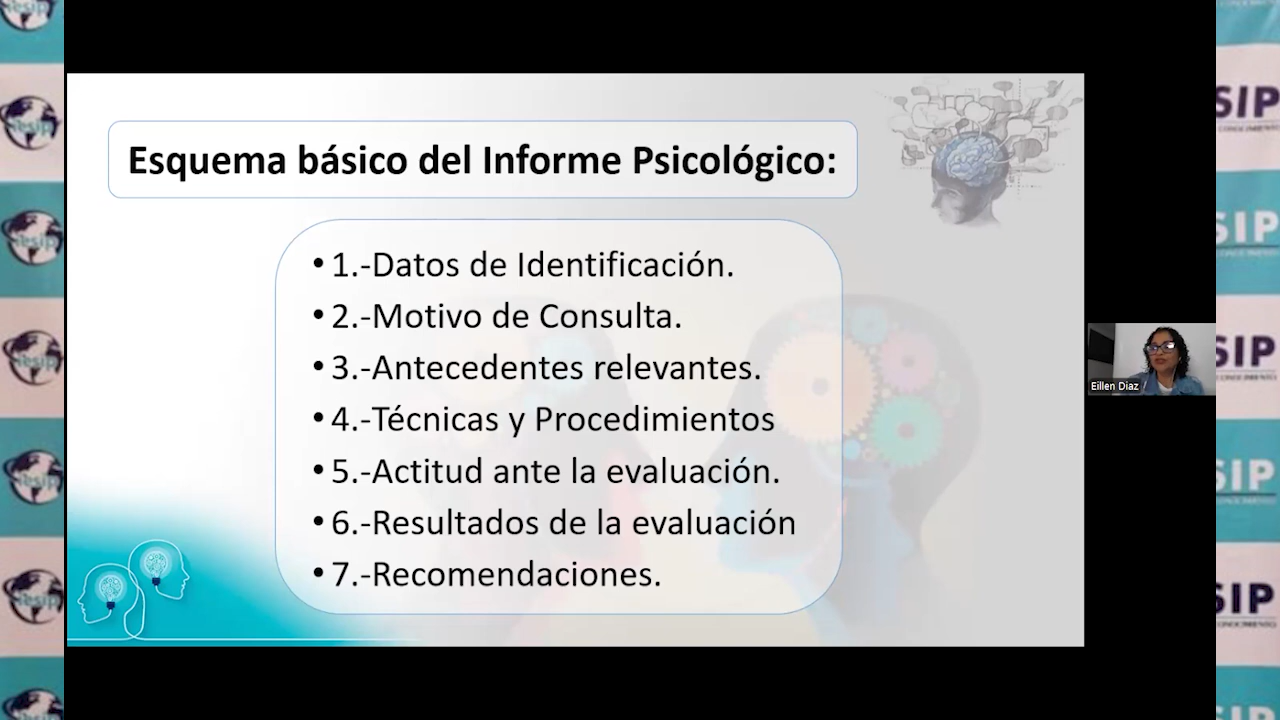 Esquema básico del Informe Psicológico:
• 1.-Datos de Identificación.
• 2.-Motivo de Consulta.
• 3.-Antecedentes relevantes.
• 4.-Técnicas y Procedimientos
• 5.-Actitud ante la evaluación.
• 6.-Resultados de la evaluación
• 7.-Recomendaciones.
Eillen Diaz
SIP
SIP
SIP
SIP
SIP